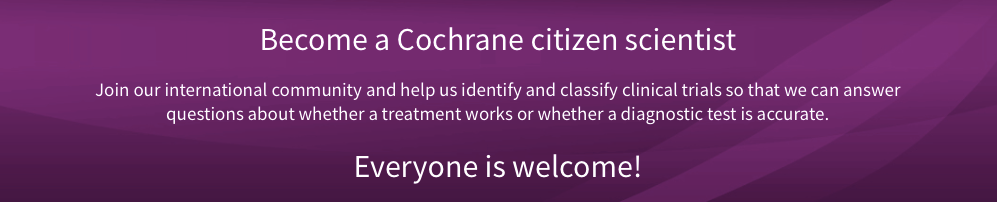 Become a Cochrane citizen scientist
Join our international community and help us identify and classify clinical trials so that we can answer
questions about whether a treatment works or whether a diagnostic test is accurate.
Everyone is welcome!